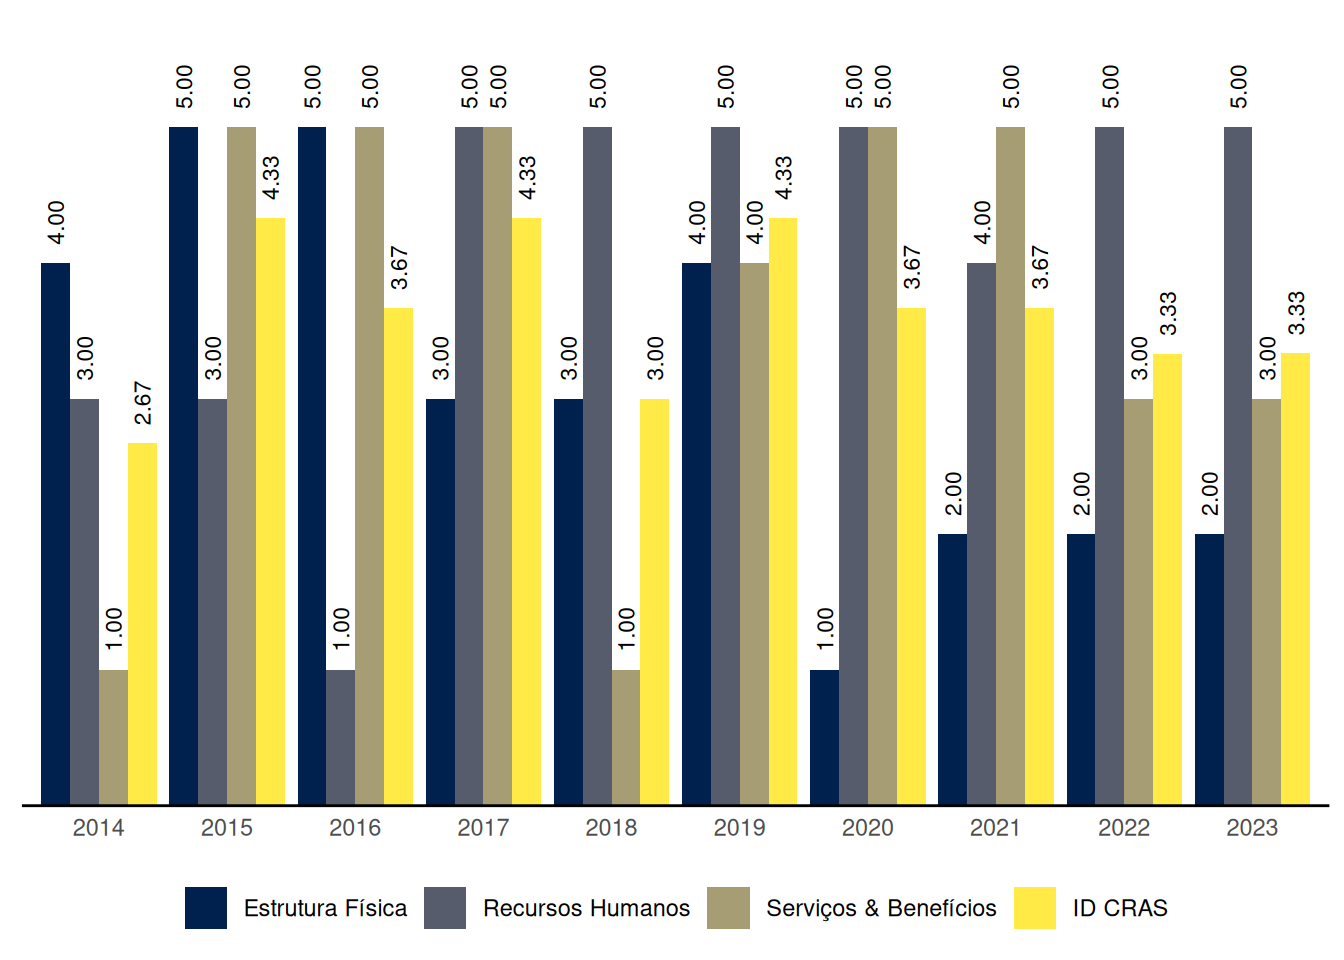 5.00 5.00 5.00 5.00 5.00 5.00 5.00 5.00 5.00 5.00 5.00 5.00 5.00
4.33 4.33 4.33
4.00 4.00 4.00 4.00
3.67 3.67 3.67
3.33 3.33
3.00 3.00 3.00 3.00 3.00 3.00 3.00
2.67
2.00 2.00 2.00
1.00 1.00 1.00 1.00
2014 2015 2016 2017 2018 2019 2020 2021 2022 2023
Estrutura Física Recursos Humanos Serviços & Benefícios ID CRAS